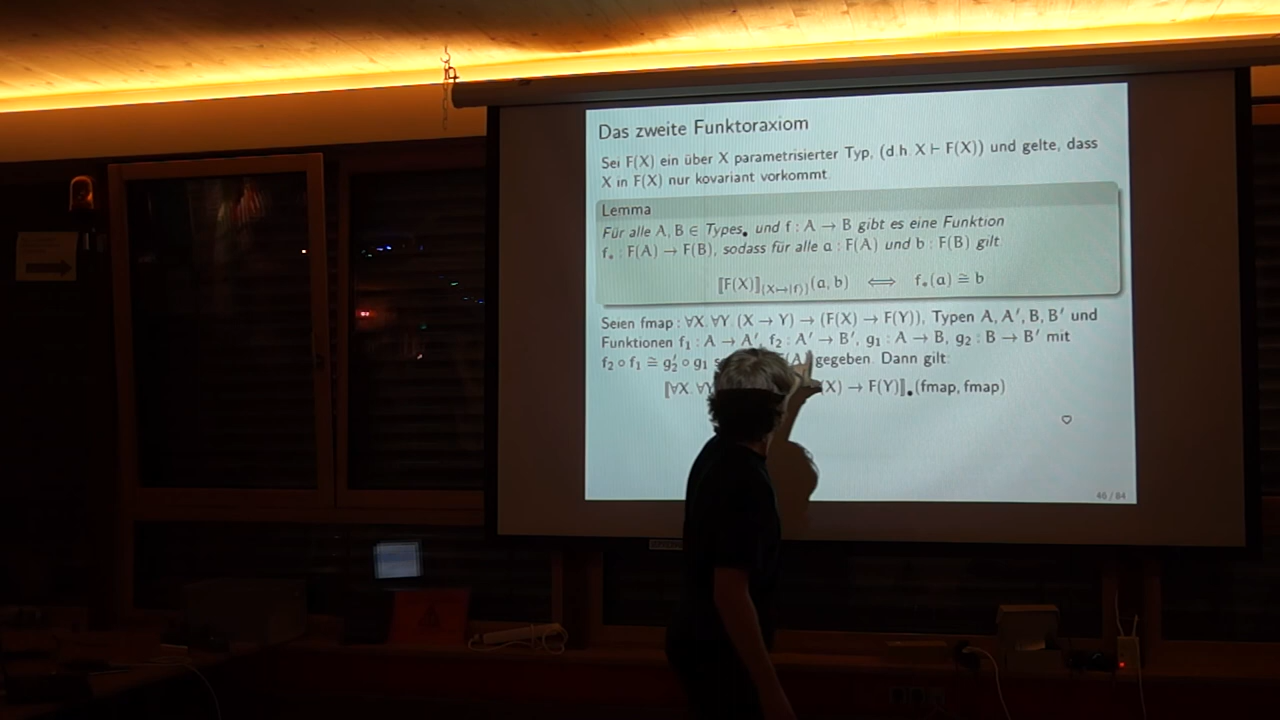 Das zweite Funktoraxiom
Sei F(X) ein über X parametrisierter Typ, (d.h. X ⊢ F(X)) und gelte, dass
X in F(X) nur kovariant vorkommt.
Lemma
Für alle A, B ∈ Types• und f : A → B gibt es eine Funktion
f∗ : F(A) → F(B), sodass für alle a : F(A) und b : F(B) gilt
⟦F(X)⟧{X↦⟨f⟩}(a, b) ⟺ f∗(a) ≅ b
Seien fmap : ∀X. ∀Y. (X → Y) → (F(X) → F(Y)), Typen A, A′, B, B′ und
Funktionen f₁ : A → A′, f₂ : A′ → B′, g₁ : A → B, g₂ : B → B′ mit
f₂ ∘ f₁ ≅ g₂′ ∘ g₁ F(A) gegeben. Dann gilt:
⟦∀X. ∀Y (X) → F(Y)⟧•(fmap, fmap)
♡
46 / 84